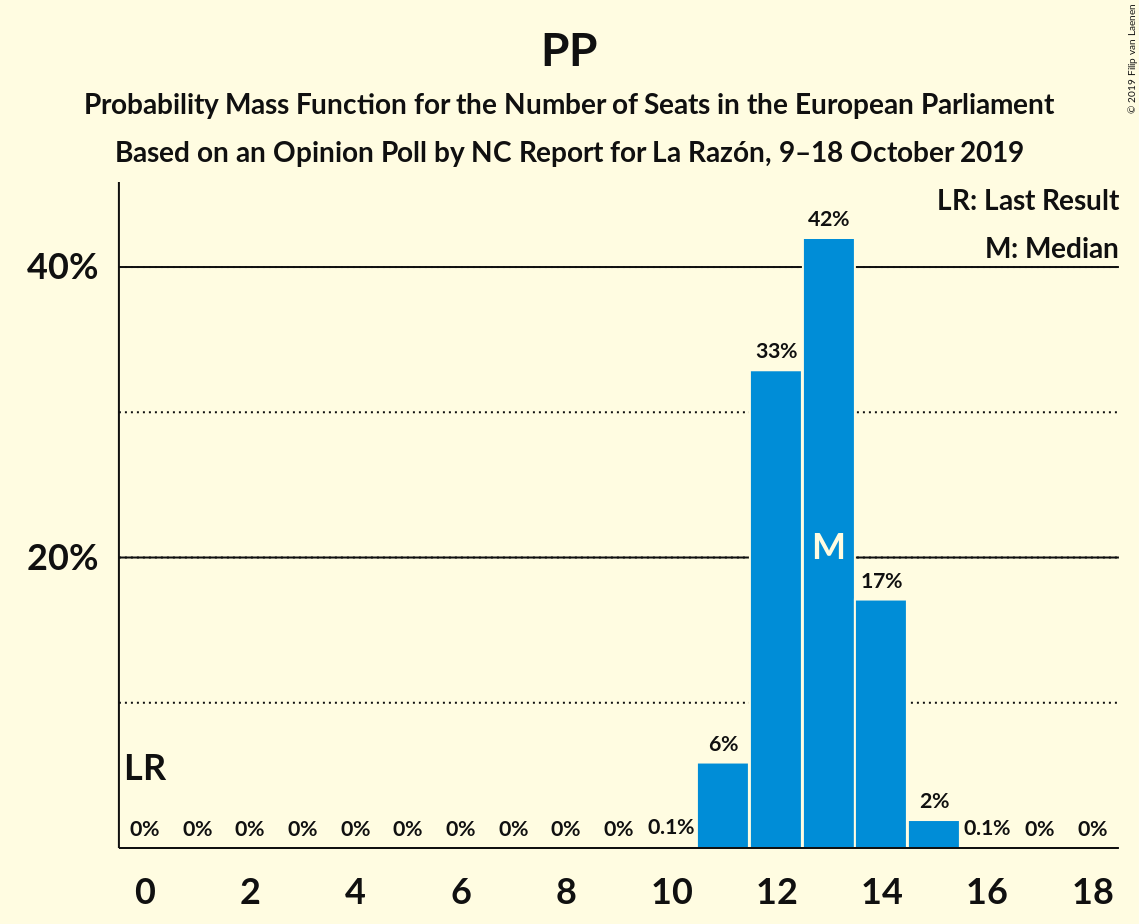 PP
Probability Mass Function for the Number of Seats in the European Parliament
Based on an Opinion Poll by NC Report for La Razón, 9–18 October 2019
© 2019 Filip van Laenen
LR: Last Result
M: Median
40%
20%
LR
M
0% 0% 0% 0% 0% 0% 0% 0% 0% 0% 0.1% 6% 33% 42% 17% 2% 0.1% 0% 0%
0 2 4 6 8 10 12 14 16 18